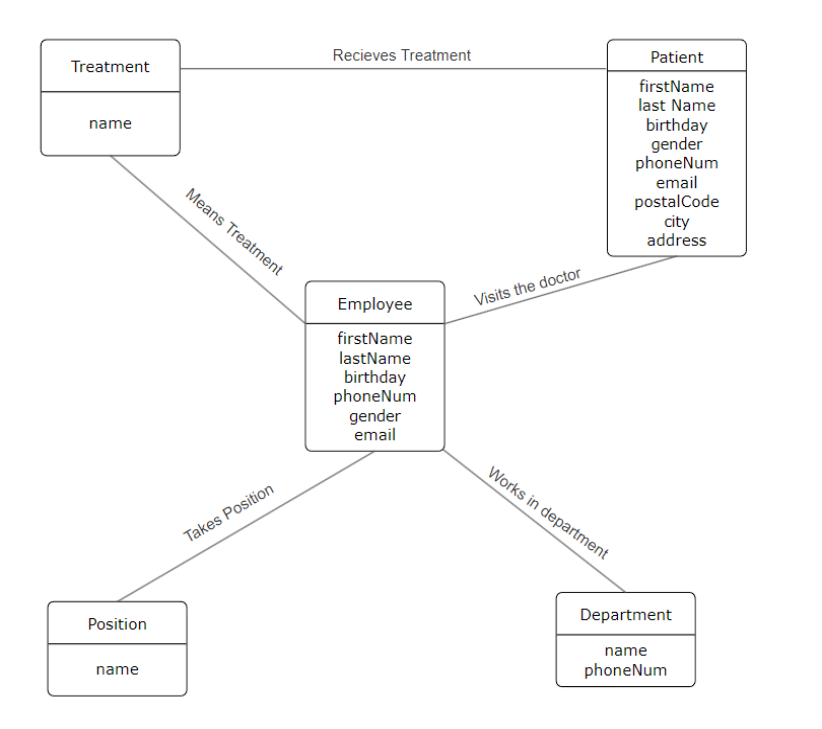 Recieves Treatment
Treatment
name
Patient
firstName
last Name
birthday
gender
phoneNum
email
postalCode
city
address
Means Treatment
Visits the doctor
Employee
firstName
lastName
birthday
phoneNum
gender
email
Takes Position
Works in department
Position
name
Department
name
phoneNum